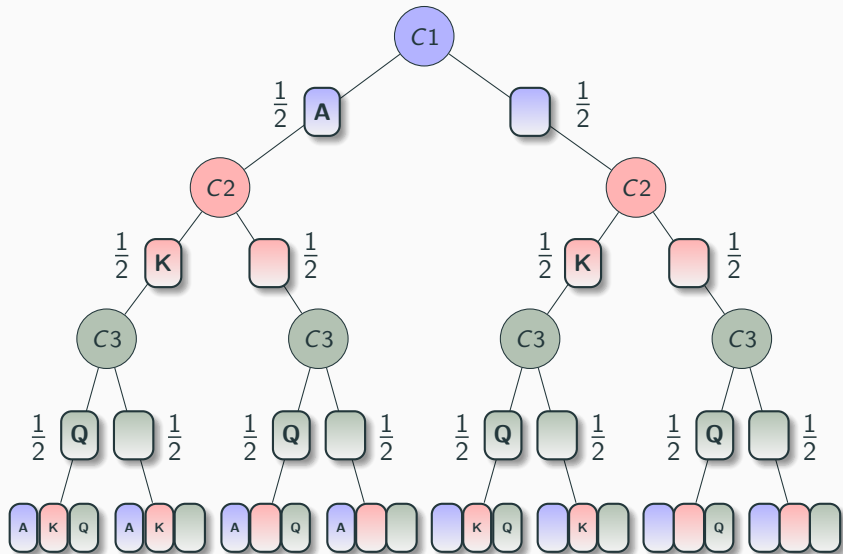 C1
1/2 A 1/2
C2 C2
1/2 K 1/2 1/2 K 1/2
C3 C3 C3 C3
1/2 Q 1/2 1/2 Q 1/2 1/2 Q 1/2 1/2 Q 1/2
A K Q A K A Q A K Q K Q